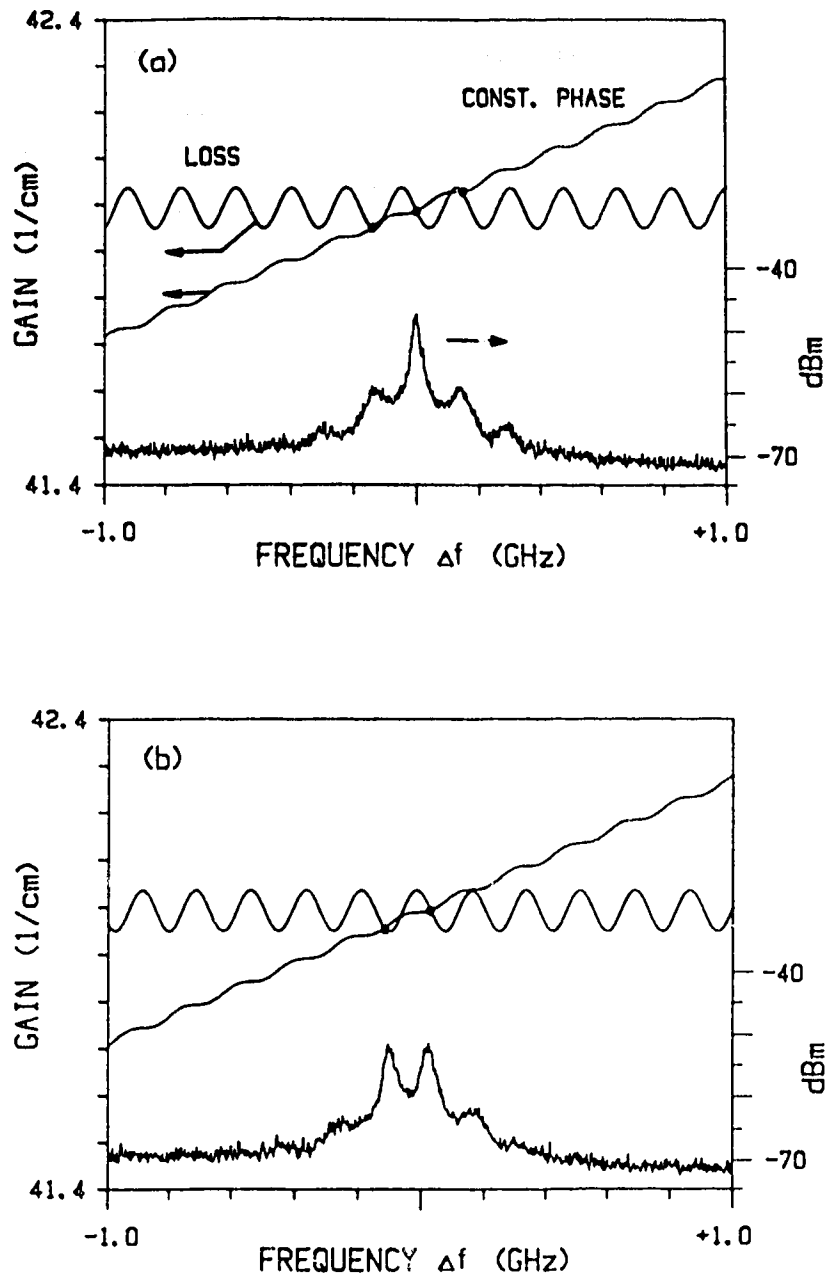 42.4
(a)
CONST. PHASE
LOSS
GAIN (1/cm)
-40
dBm
-70
41.4
-1.0
+1.0
FREQUENCY Δf (GHz)
42.4
(b)
GAIN (1/cm)
-40
dBm
-70
41.4
-1.0
+1.0
FREQUENCY Δf (GHz)